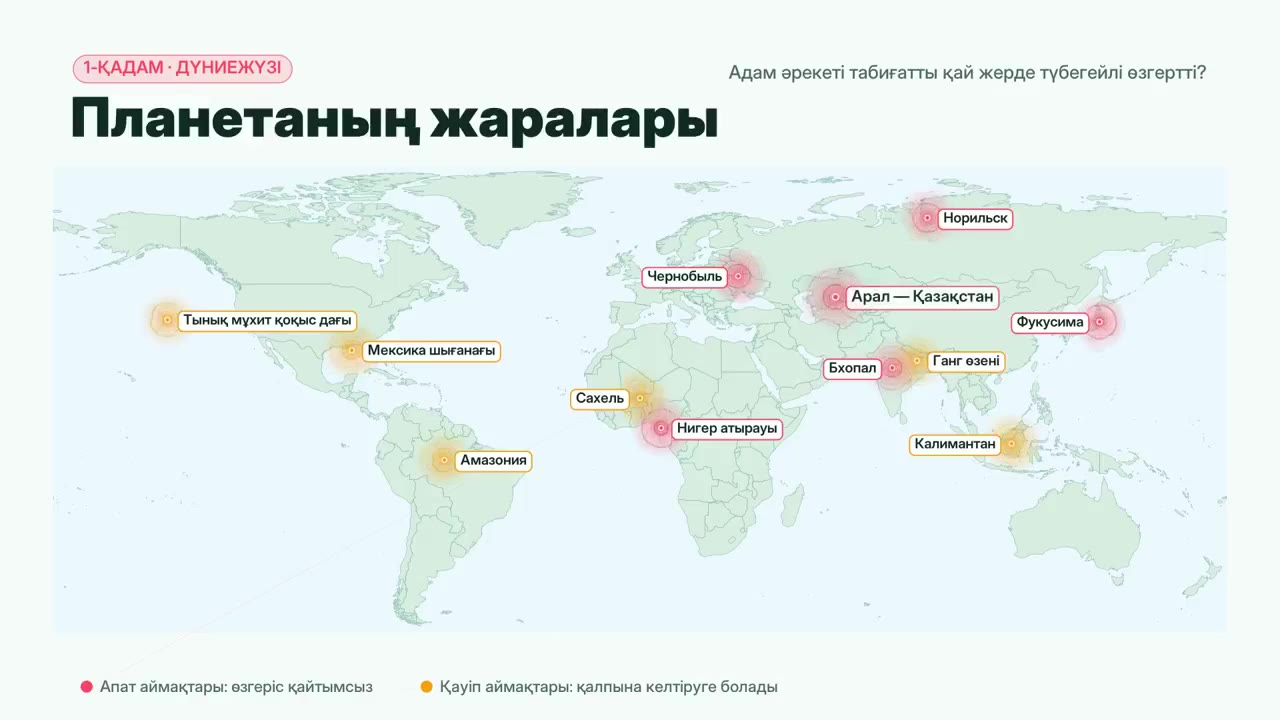 1-ҚАДАМ · ДҮНИЕЖҮЗІ
Адам әрекеті табиғатты қай жерде түбегейлі өзгертті?
Планетаның жаралары
Норильск
Чернобыль
Арал — Қазақстан
Тынық мұхит қоқыс дағы
Фукусима
Мексика шығанағы
Бхопал
Ганг өзені
Сахель
Нигер атырауы
Калимантан
Амазония
Апат аймақтары: өзгеріс қайтымсыз
Қауіп аймақтары: қалпына келтіруге болады